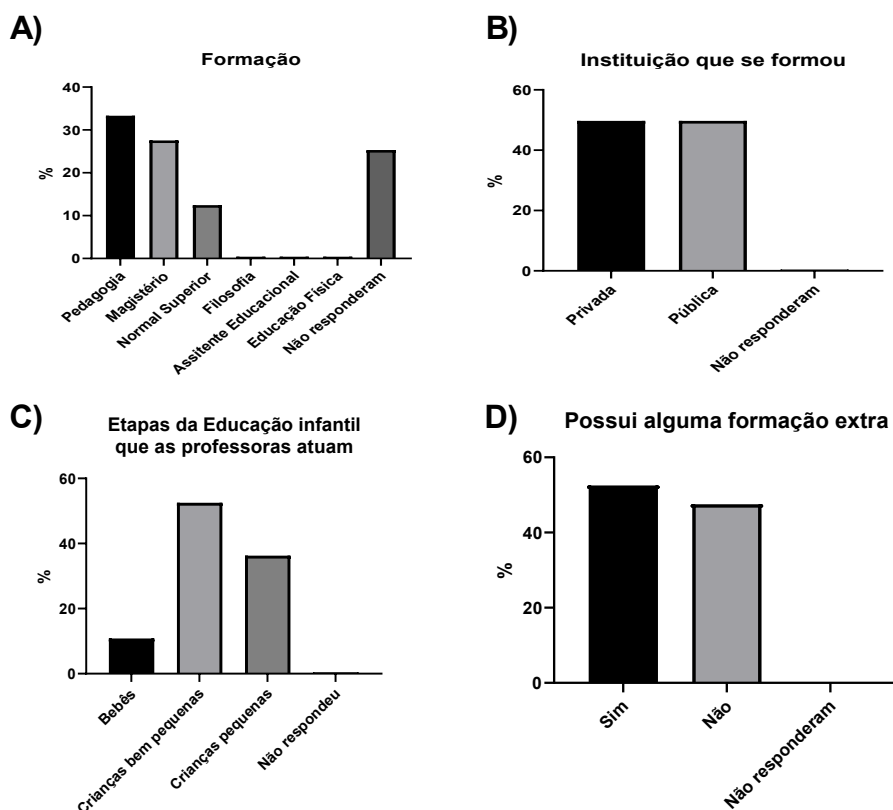 A)
Formação
40
30
20
10
0
%
Pedagogia
Magistério
Normal Superior
Filosofia
Assitente Educacional
Educação Física
Não responderam
B)
Instituição que se formou
60
40
20
0
%
Privada
Pública
Não responderam
C)
Etapas da Educação infantil
que as professoras atuam
60
40
20
0
%
Bebês
Crianças bem pequenas
Crianças pequenas
Não respondeu
D)
Possui alguma formação extra
60
40
20
0
%
Sim
Não
Não responderam